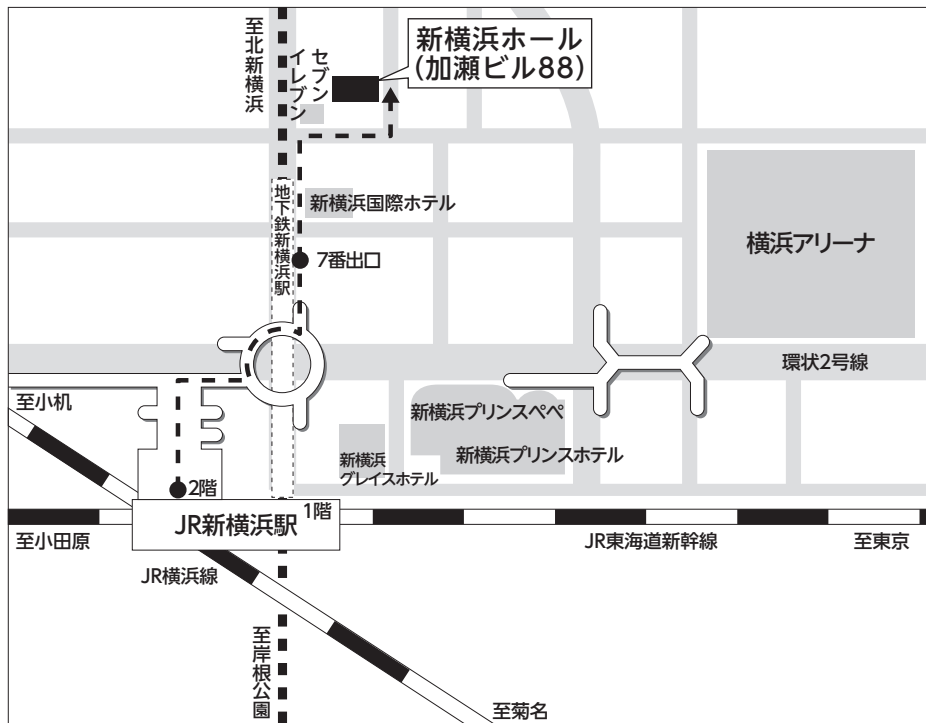 新横浜ホール
(加瀬ビル88)
至北新横浜
セブン
イレブン
地下鉄新横浜駅
新横浜国際ホテル
7番出口
横浜アリーナ
環状2号線
至小机
新横浜プリンスペペ
新横浜プリンスホテル
新横浜
グレイスホテル
2階
1階
JR新横浜駅
至小田原
JR東海道新幹線
至東京
JR横浜線
至岸根公園
至菊名